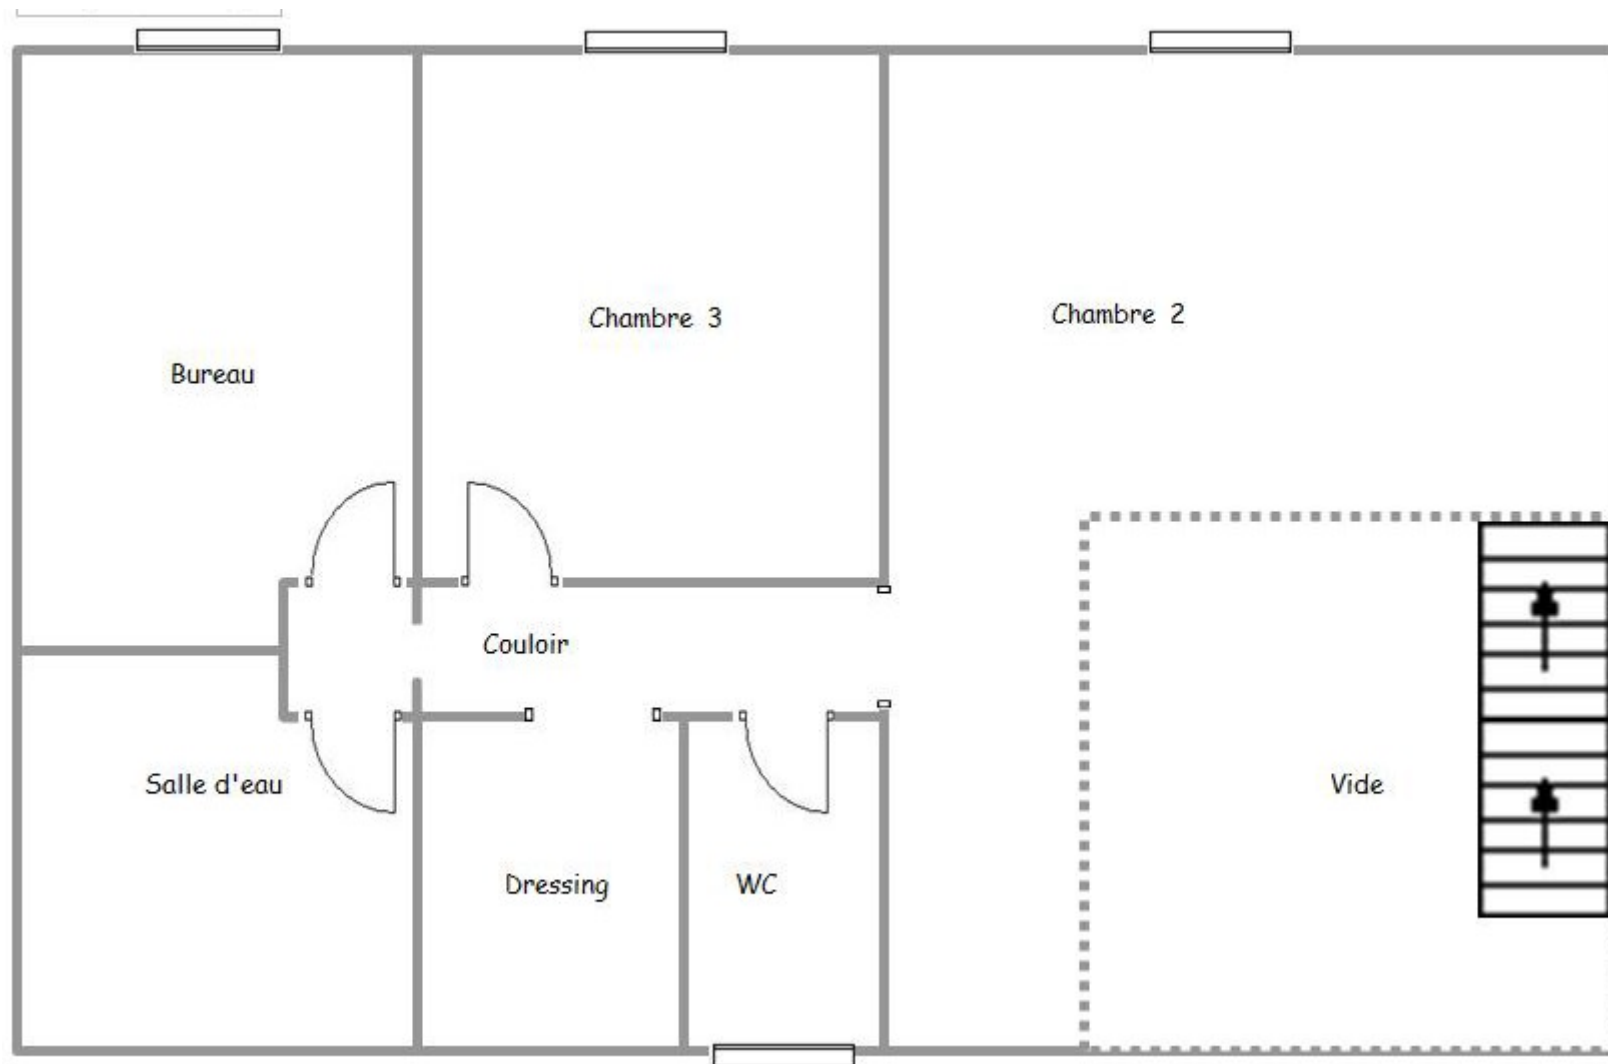 Chambre 3
Chambre 2
Bureau
Couloir
Salle d'eau
Vide
Dressing
WC